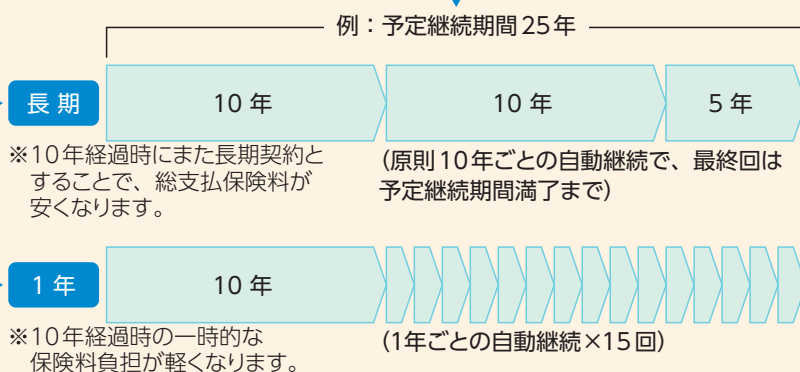 例：予定継続期間25年
長期
10年
10年
5年
※10年経過時にまた長期契約と
することで、総支払保険料が
安くなります。
(原則10年ごとの自動継続で、最終回は
予定継続期間満了まで)
1年
10年
※10年経過時の一時的な
保険料負担が軽くなります。
(1年ごとの自動継続×15回)